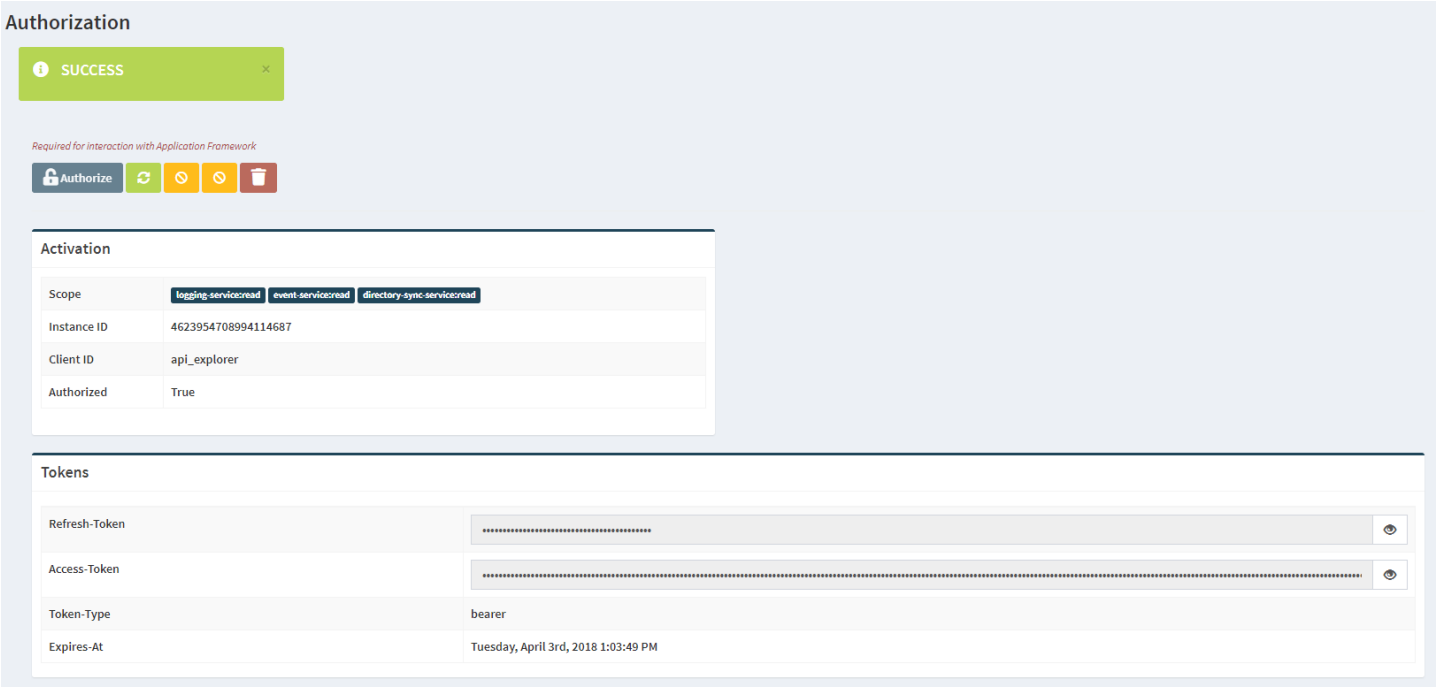 Authorization
SUCCESS ×
Required for interaction with Application Framework
Authorize
Activation
Scope logging-service:read event-service:read directory-sync-service:read
Instance ID 4623954708994114687
Client ID api_explorer
Authorized True
Tokens
Refresh-Token
Access-Token
Token-Type bearer
Expires-At Tuesday, April 3rd, 2018 1:03:49 PM